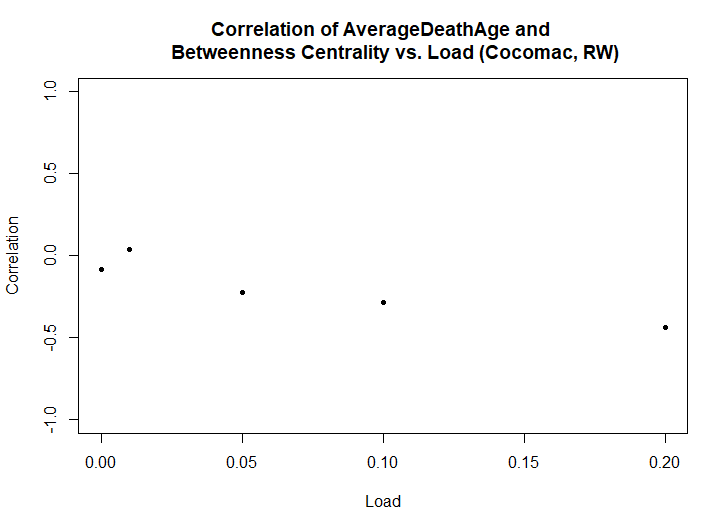 Correlation of AverageDeathAge and
Betweenness Centrality vs. Load (Cocomac, RW)
Correlation
1.0
0.5
0.0
-0.5
-1.0
0.00 0.05 0.10 0.15 0.20
Load